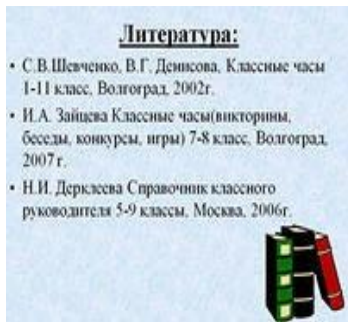 Литература:
• С.В.Шевченко, В.Г. Денисова, Классные часы
1-11 класс, Волгоград, 2002г.
• И.А. Зайцева Классные часы(викторины,
беседы, конкурсы, игры) 7-8 класс, Волгоград,
2007 г.
• Н.И. Дерклеева Справочник классного
руководителя 5-9 классы, Москва, 2006г.